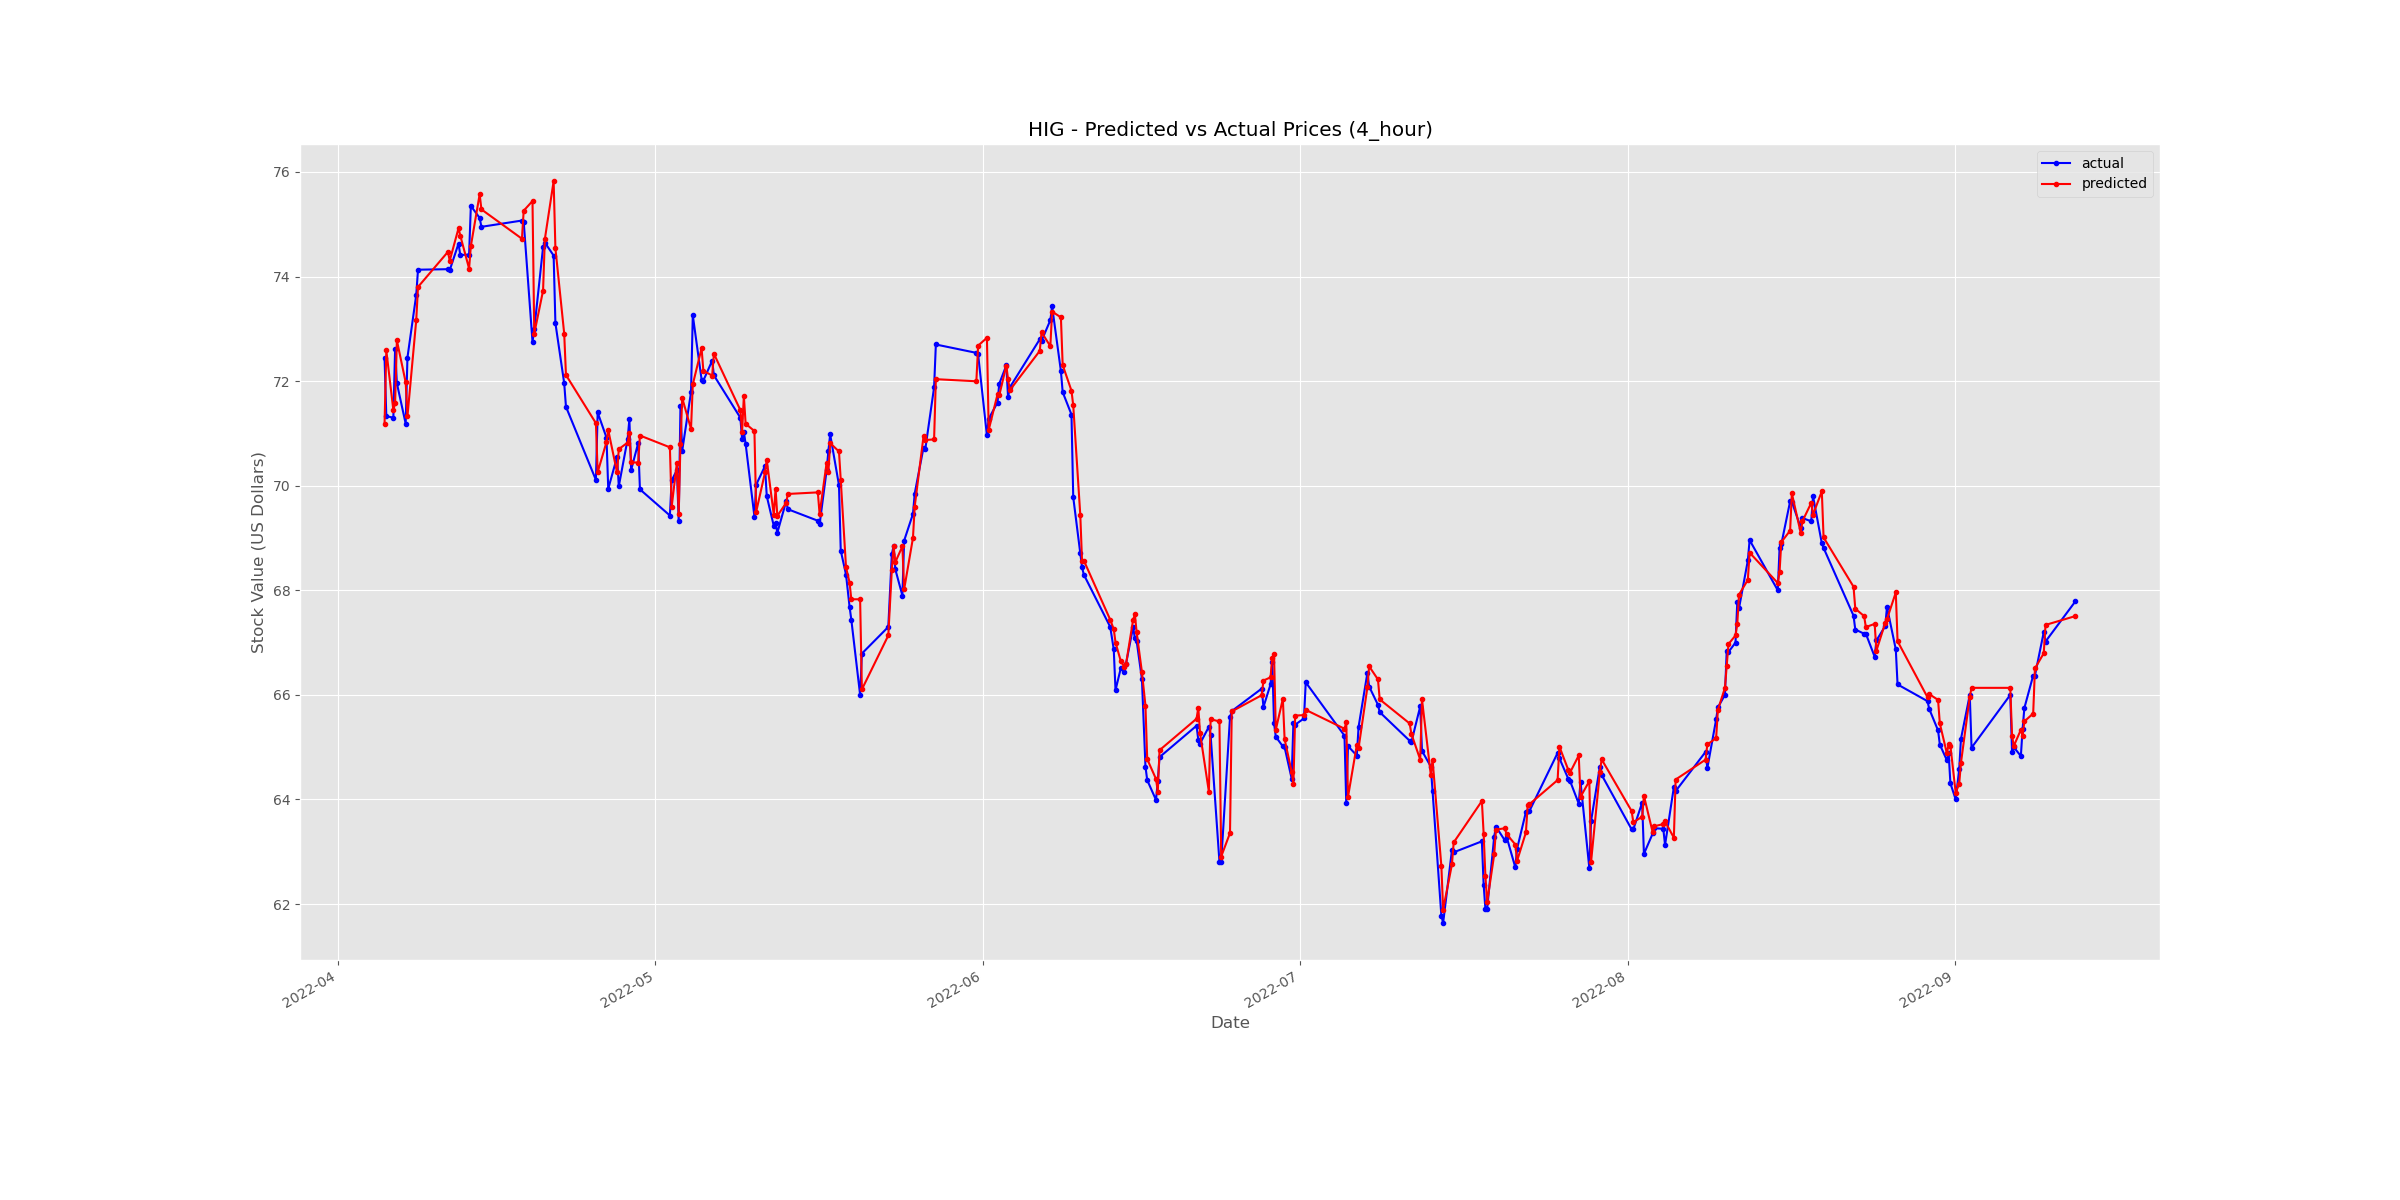 HIG - Predicted vs Actual Prices (4_hour)
actual
predicted
Stock Value (US Dollars)
76
74
72
70
68
66
64
62
2022-04
2022-05
2022-06
2022-07
2022-08
2022-09
Date